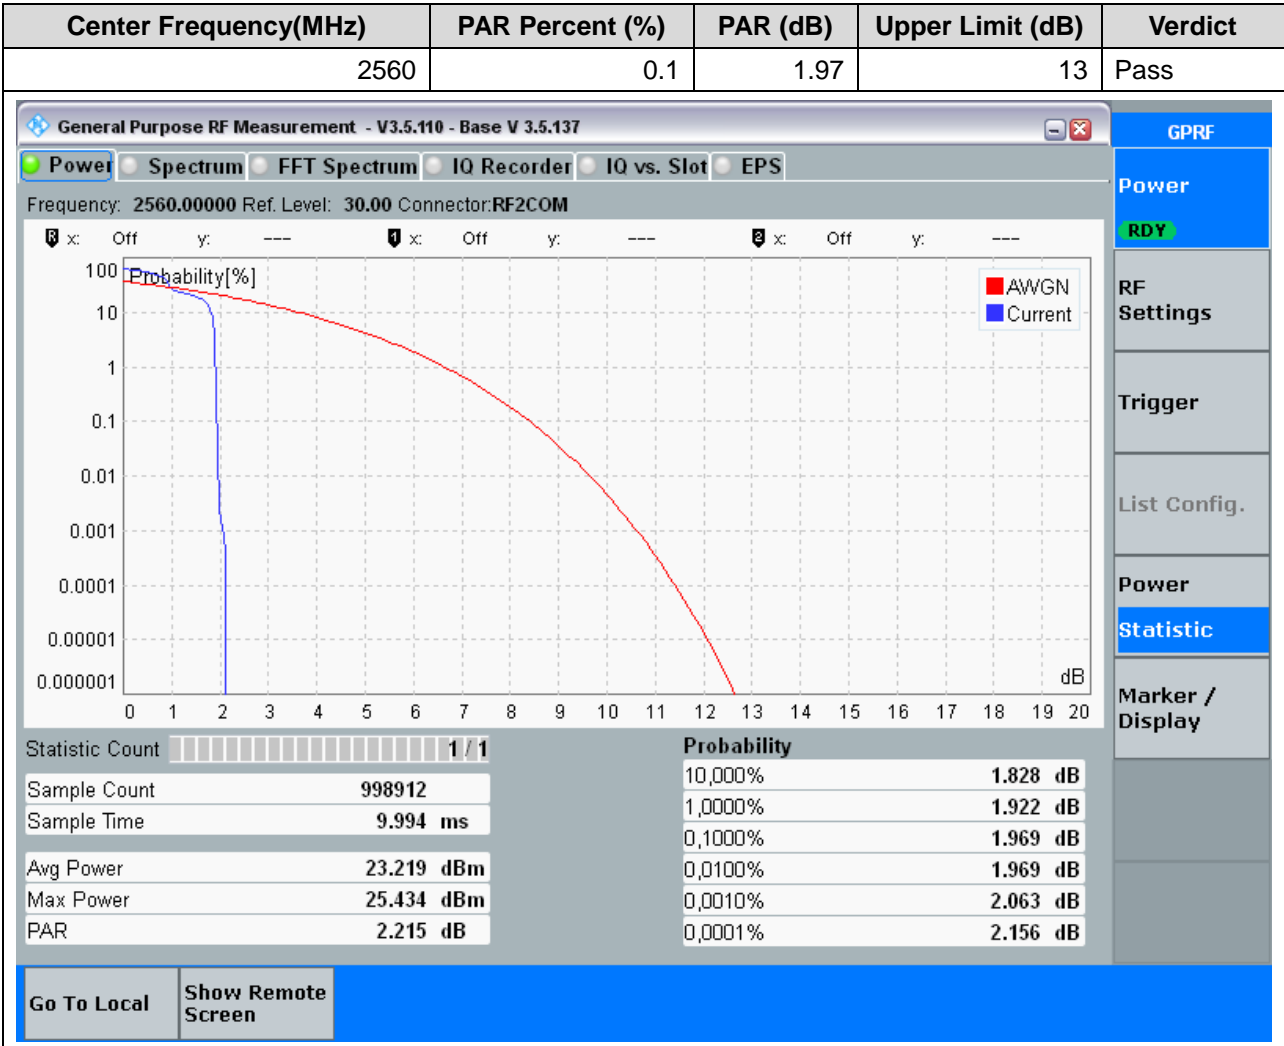 Center Frequency(MHz) PAR Percent (%) PAR (dB) Upper Limit (dB) Verdict
2560 0.1 1.97 13 Pass
General Purpose RF Measurement - V3.5.110 - Base V 3.5.137
GPRF
Power Spectrum FFT Spectrum IQ Recorder IQ vs. Slot EPS
Power
RDY
Frequency: 2560.00000 Ref. Level: 30.00 Connector:RF2COM
R x: Off y: --- 1 x: Off y: --- 2 x: Off y: ---
100 Probability[%]
AWGN
Current
10
1
0.1
0.01
0.001
0.0001
0.00001
0.000001
dB
0 1 2 3 4 5 6 7 8 9 10 11 12 13 14 15 16 17 18 19 20
RF
Settings
Trigger
List Config.
Power
Statistic
Marker /
Display
Statistic Count 1 / 1
Sample Count 998912
Sample Time 9.994 ms
Avg Power 23.219 dBm
Max Power 25.434 dBm
PAR 2.215 dB
Probability
10,000% 1.828 dB
1,0000% 1.922 dB
0,1000% 1.969 dB
0,0100% 1.969 dB
0,0010% 2.063 dB
0,0001% 2.156 dB
Go To Local
Show Remote
Screen